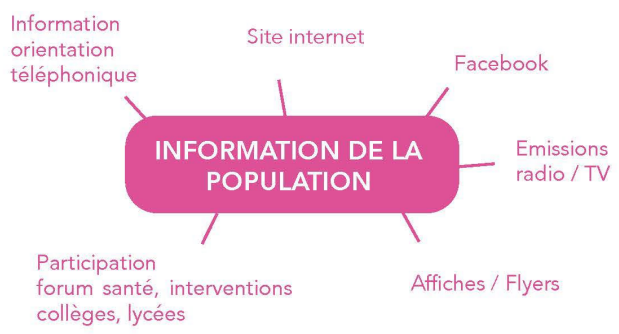 Information
orientation
téléphonique
Site internet
Facebook
INFORMATION DE LA
POPULATION
Emissions
radio / TV
Participation
forum santé, interventions
collèges, lycées
Affiches / Flyers